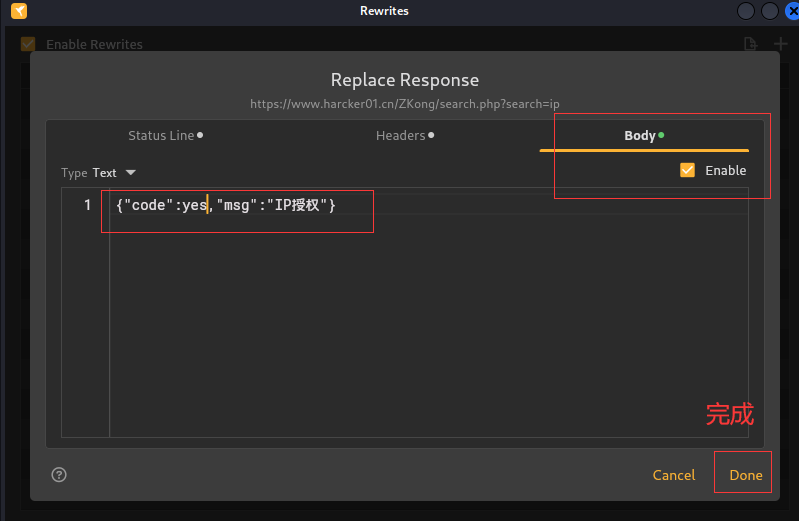 Rewrites
Enable Rewrites
Replace Response
https://www.harcker01.cn/ZKong/search.php?search=ip
Status Line
Headers
Body
Type Text
Enable
1 {"code":yes,"msg":"IP授权"}
完成
Cancel
Done